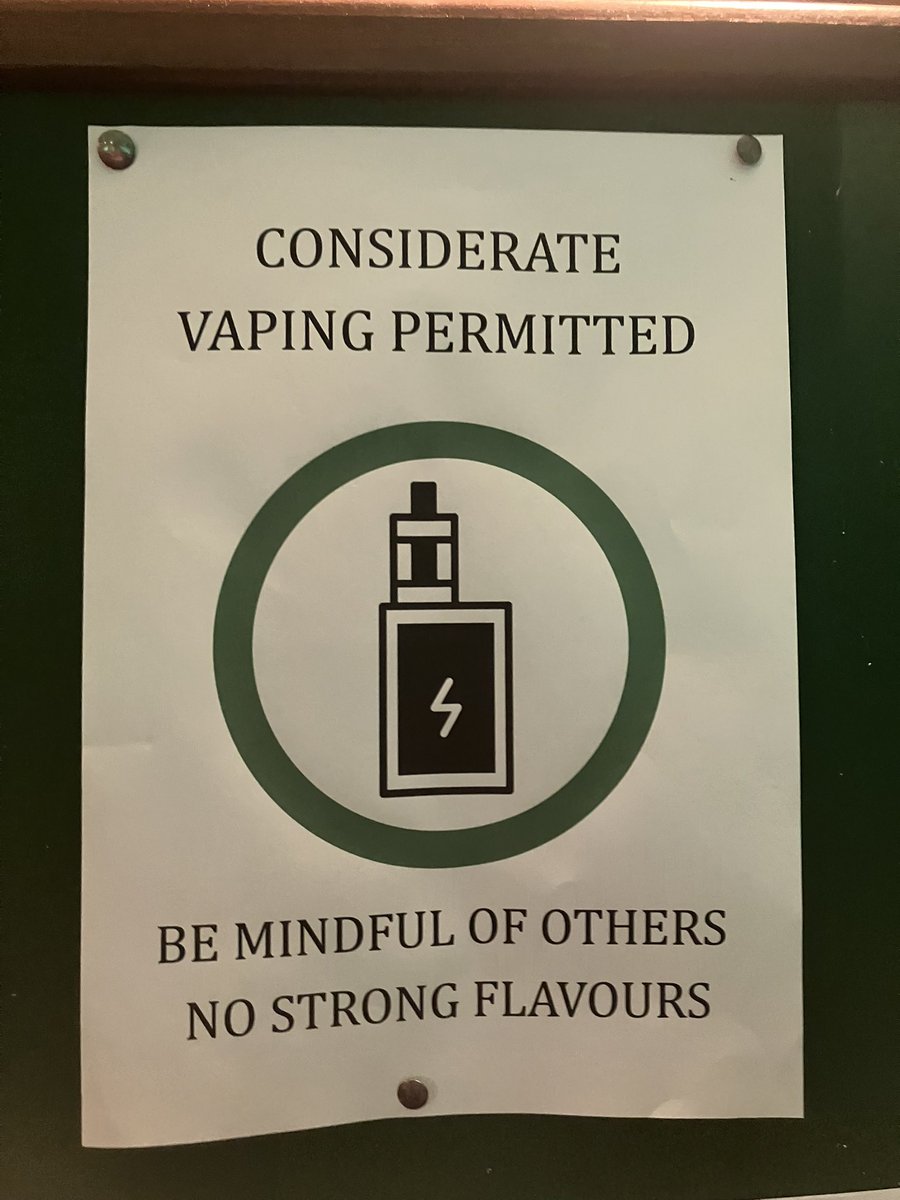 CONSIDERATE
VAPING PERMITTED
BE MINDFUL OF OTHERS
NO STRONG FLAVOURS